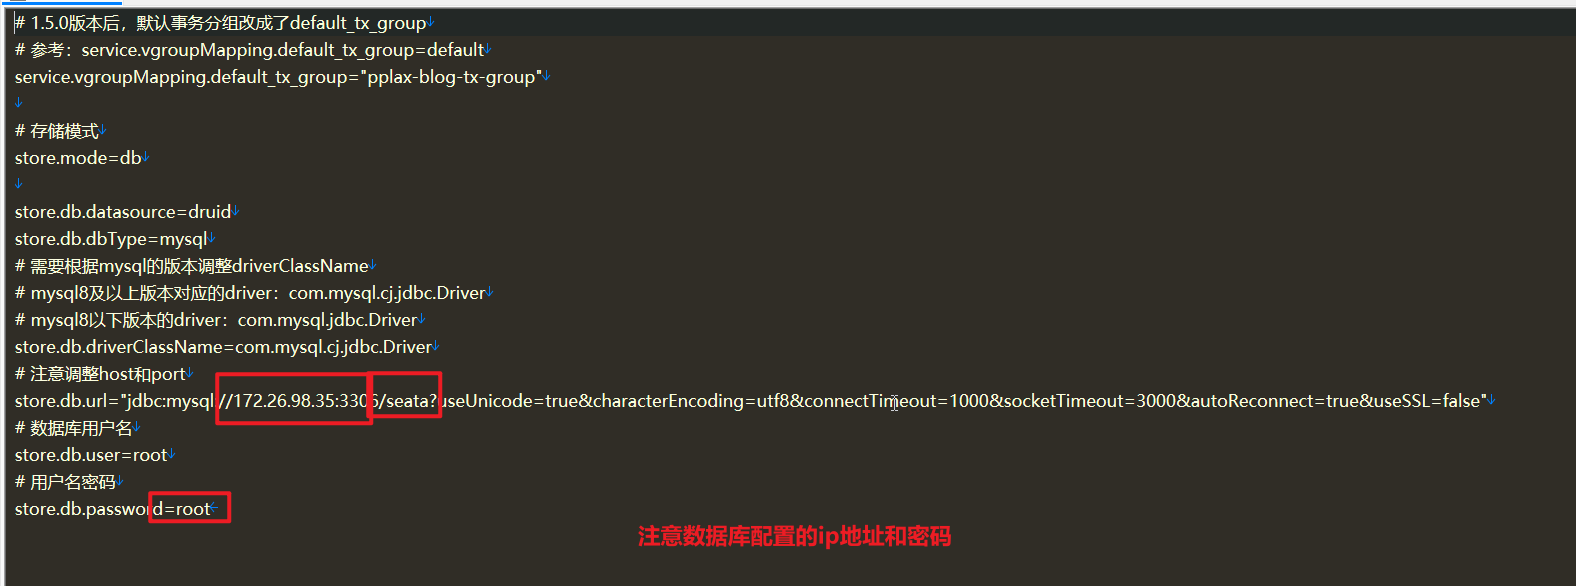 # 1.5.0版本后，默认事务分组改成了default_tx_group
# 参考：service.vgroupMapping.default_tx_group=default
service.vgroupMapping.default_tx_group="pplax-blog-tx-group"
# 存储模式
store.mode=db
store.db.datasource=druid
store.db.dbType=mysql
# 需要根据mysql的版本调整driverClassName
# mysql8及以上版本对应的driver：com.mysql.cj.jdbc.Driver
# mysql8以下版本的driver：com.mysql.jdbc.Driver
store.db.driverClassName=com.mysql.cj.jdbc.Driver
# 注意调整host和port
store.db.url="jdbc:mysql://172.26.98.35:3306/seata?useUnicode=true&characterEncoding=utf8&connectTimeout=1000&socketTimeout=3000&autoReconnect=true&useSSL=false"
# 数据库用户名
store.db.user=root
# 用户名密码
store.db.password=root
注意数据库配置的ip地址和密码